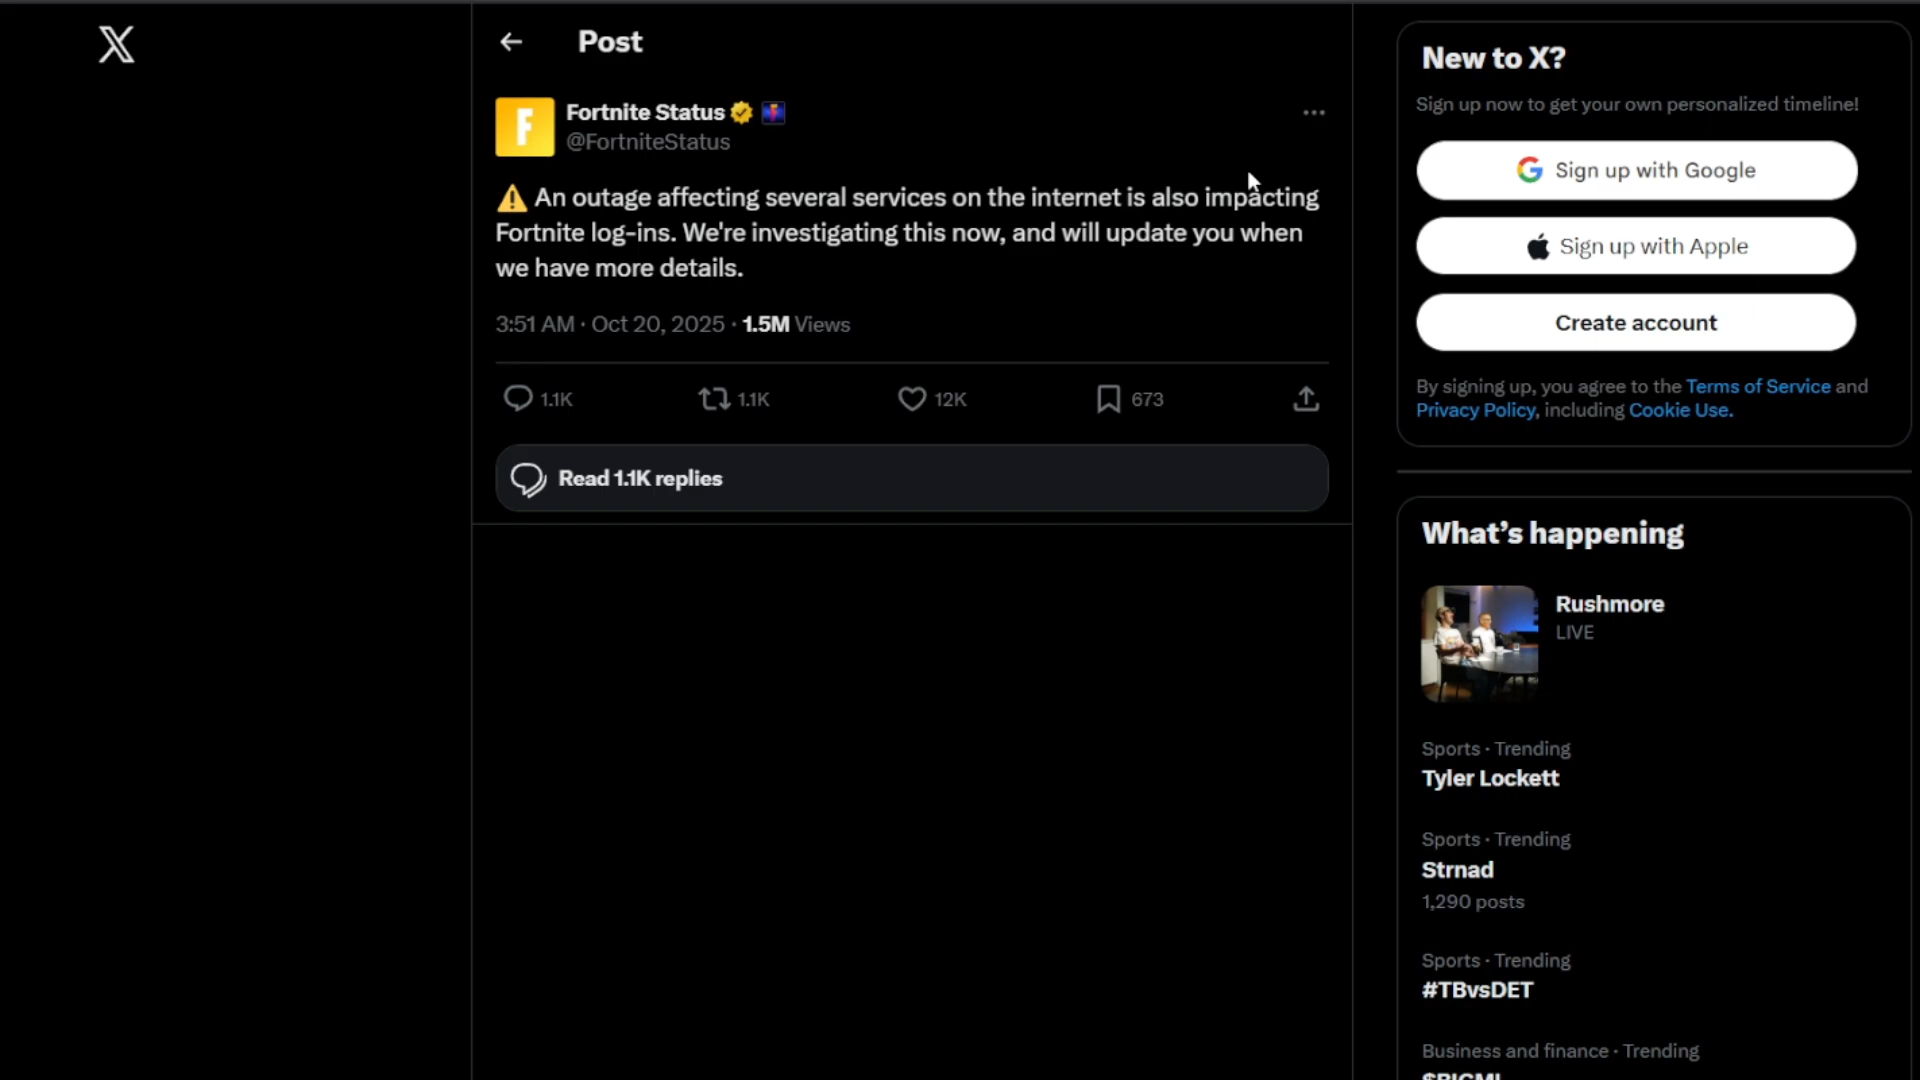 Post
Fortnite Status
@FortniteStatus
⚠️ An outage affecting several services on the internet is also impacting
Fortnite log-ins. We're investigating this now, and will update you when
we have more details.
3:51 AM · Oct 20, 2025 · 1.5M Views
1.1K 1.1K 12K 673
Read 1.1K replies
New to X?
Sign up now to get your own personalized timeline!
Sign up with Google
Sign up with Apple
Create account
By signing up, you agree to the Terms of Service and
Privacy Policy, including Cookie Use.
What's happening
Rushmore
LIVE
Sports · Trending
Tyler Lockett
Sports · Trending
Strnad
1,290 posts
Sports · Trending
#TBvsDET
Business and finance · Trending